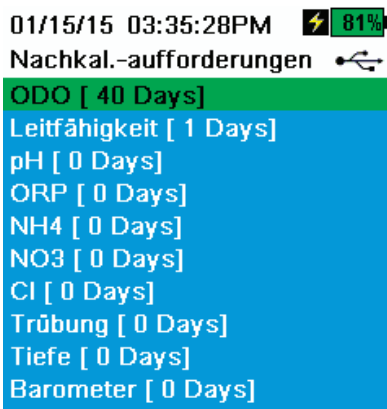 01/15/15 03:35:28PM 81%
Nachkal.-aufforderungen
ODO [ 40 Days]
Leitfähigkeit [ 1 Days]
pH [ 0 Days]
ORP [ 0 Days]
NH4 [ 0 Days]
NO3 [ 0 Days]
Cl [ 0 Days]
Trübung [ 0 Days]
Tiefe [ 0 Days]
Barometer [ 0 Days]